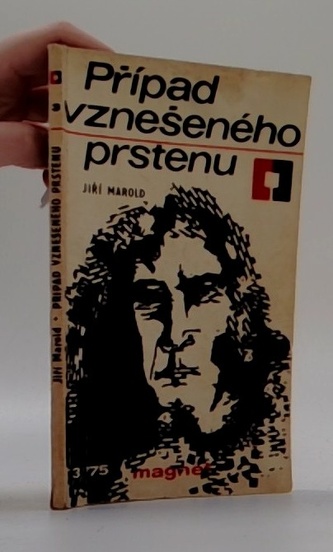 Případ
vznešeného
prstenu
JIŘÍ MAROLD
3/75
magnet
Jiří Marold • PŘÍPAD VZNEŠENÉHO PRSTENU